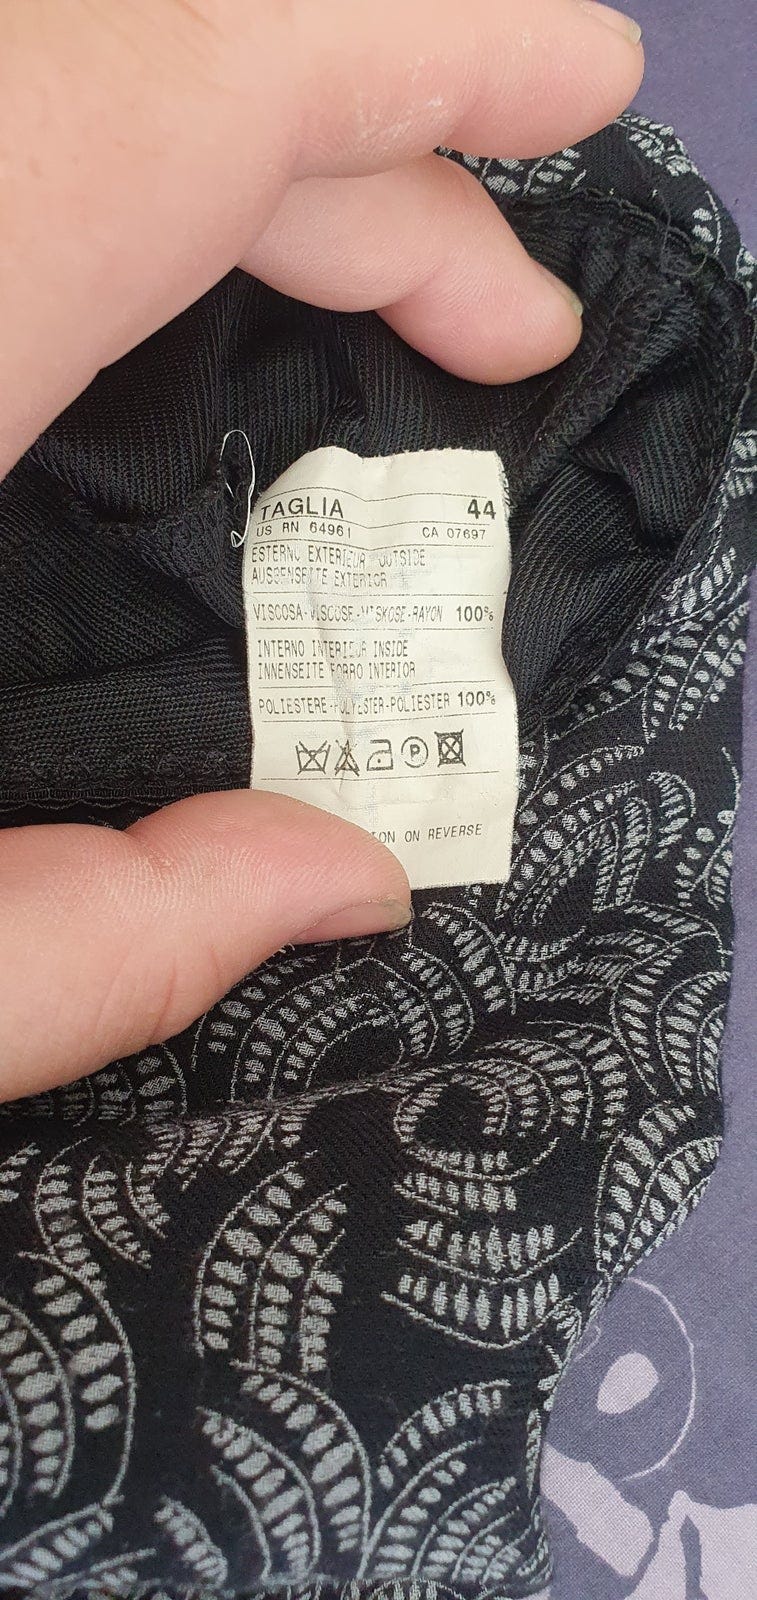 TAGLIA 44
US RN 64961 CA 07697
ESTERNO EXTERIEUR OUTSIDE
AUSSENSEITE EXTERIOR
VISCOSA-VISCOSE-VISKOSE-RAYON 100%
INTERNO INTERIEUR INSIDE
INNENSEITE FORRO INTERIOR
POLIESTERE-POLYESTER-POLIESTER 100%
P
ON REVERSE